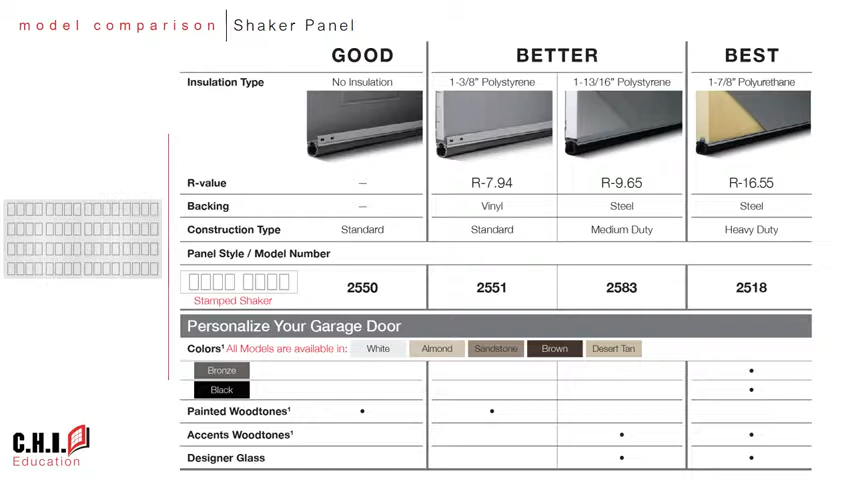 model comparison | Shaker Panel
GOOD BETTER BEST
Insulation Type No Insulation 1-3/8" Polystyrene 1-13/16" Polystyrene 1-7/8" Polyurethane
R-value — R-7.94 R-9.65 R-16.55
Backing — Vinyl Steel Steel
Construction Type Standard Standard Medium Duty Heavy Duty
Panel Style / Model Number
Stamped Shaker 2550 2551 2583 2518
Personalize Your Garage Door
Colors¹ All Models are available in: White Almond Sandstone Brown Desert Tan
Bronze •
Black •
Painted Woodtones¹ • •
Accents Woodtones¹ • •
Designer Glass • •
C.H.I.
Education